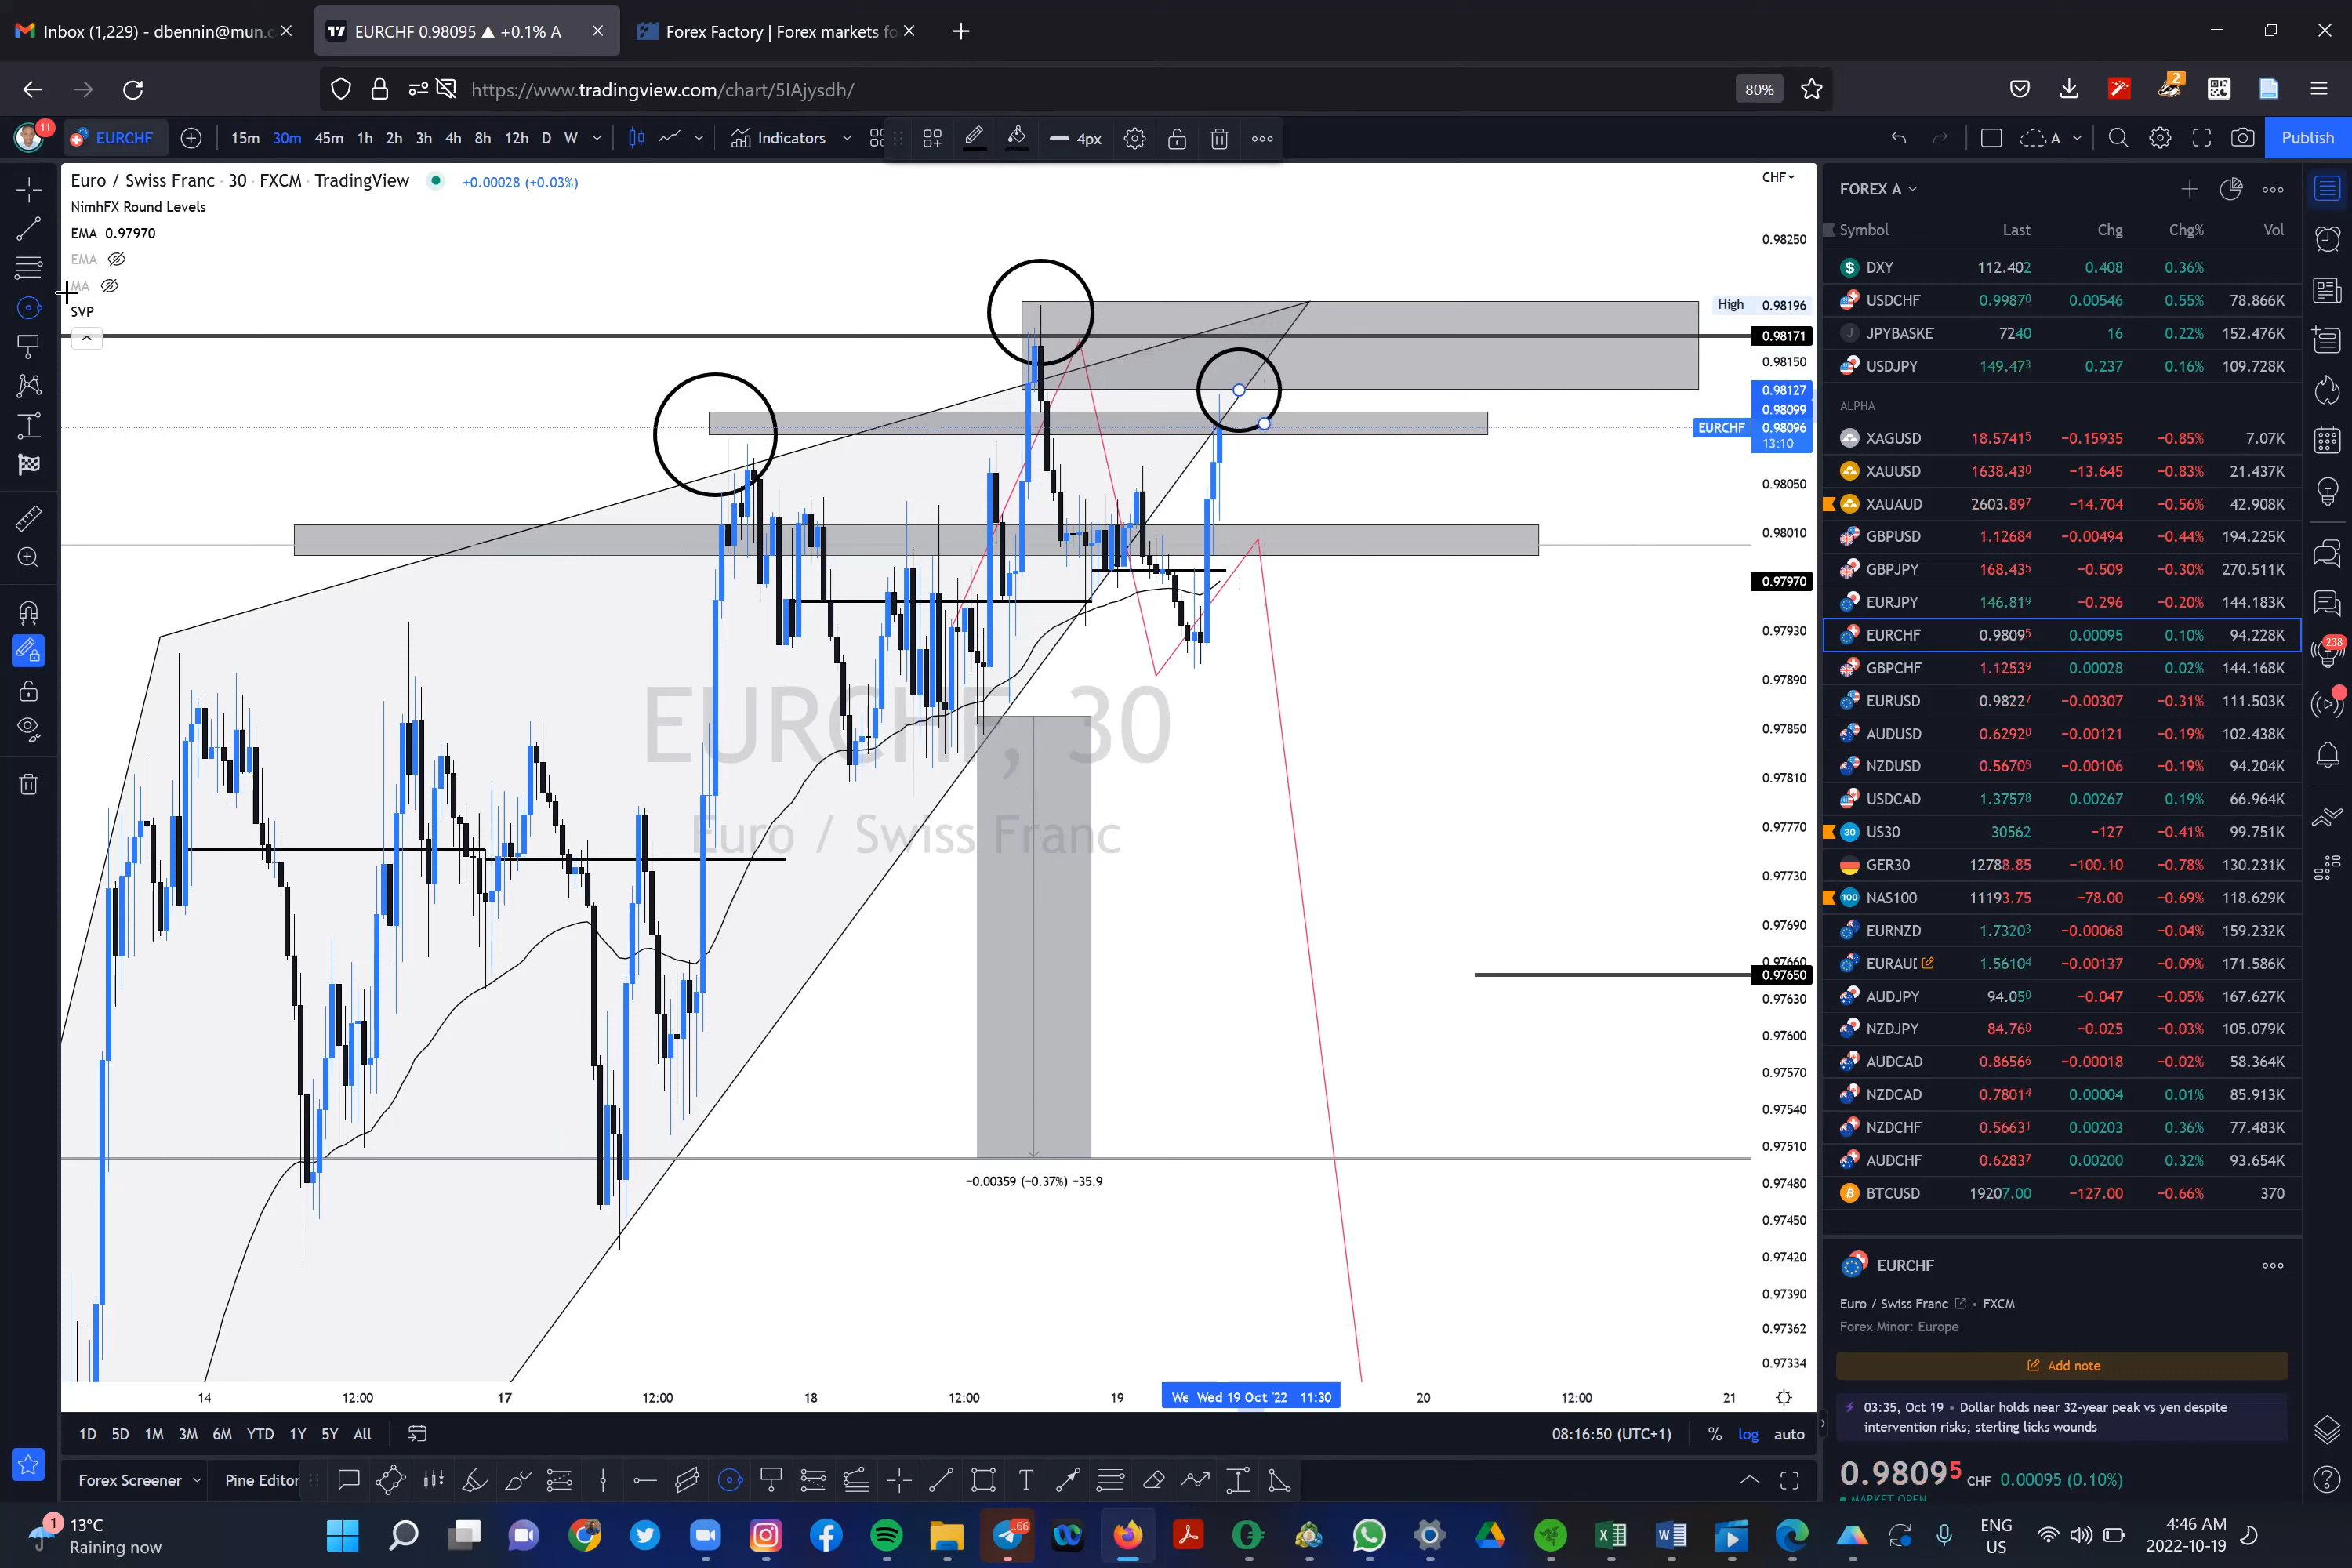 Inbox (1,229) - dbennin@mun.c
EURCHF 0.98095 ▲ +0.1% A
Forex Factory | Forex markets fo
https://www.tradingview.com/chart/5IAjysdh/
80%
2
11
EURCHF
15m 30m 45m 1h 2h 3h 4h 8h 12h D W
Indicators
4px
A
Publish
Euro / Swiss Franc · 30 · FXCM · TradingView
+0.00028 (+0.03%)
NimhFX Round Levels
EMA 0.97970
EMA
MA
SVP
EURCHF, 30
Euro / Swiss Franc
−0.00359 (−0.37%) −35.9
CHF
0.98250
High 0.98196
0.98171
0.98150
0.98127
0.98099
EURCHF 0.98096
13:10
0.98050
0.98010
0.97970
0.97930
0.97890
0.97850
0.97810
0.97770
0.97730
0.97690
0.97660
0.97650
0.97630
0.97600
0.97570
0.97540
0.97510
0.97480
0.97450
0.97420
0.97390
0.97362
0.97334
14 12:00 17 12:00 18 12:00 19 We Wed 19 Oct '22 11:30 20 12:00 21
1D 5D 1M 3M 6M YTD 1Y 5Y All
08:16:50 (UTC+1) % log auto
Forex Screener
Pine Editor
FOREX A
Symbol Last Chg Chg% Vol
DXY 112.402 0.408 0.36%
USDCHF 0.99870 0.00546 0.55% 78.866K
JPYBASKE 7240 16 0.22% 152.476K
USDJPY 149.473 0.237 0.16% 109.728K
ALPHA
XAGUSD 18.57415 −0.15935 −0.85% 7.07K
XAUUSD 1638.430 −13.645 −0.83% 21.437K
XAUAUD 2603.897 −14.704 −0.56% 42.908K
GBPUSD 1.12684 −0.00494 −0.44% 194.225K
GBPJPY 168.435 −0.509 −0.30% 270.511K
EURJPY 146.819 −0.296 −0.20% 144.183K
EURCHF 0.98095 0.00095 0.10% 94.228K
GBPCHF 1.12539 0.00028 0.02% 144.168K
EURUSD 0.98227 −0.00307 −0.31% 111.503K
AUDUSD 0.62920 −0.00121 −0.19% 102.438K
NZDUSD 0.56705 −0.00106 −0.19% 94.204K
USDCAD 1.37578 0.00267 0.19% 66.964K
30 US30 30562 −127 −0.41% 99.751K
GER30 12788.85 −100.10 −0.78% 130.231K
100 NAS100 11193.75 −78.00 −0.69% 118.629K
EURNZD 1.73203 −0.00068 −0.04% 159.232K
EURAUD 1.56104 −0.00137 −0.09% 171.586K
AUDJPY 94.050 −0.047 −0.05% 167.627K
NZDJPY 84.760 −0.025 −0.03% 105.079K
AUDCAD 0.86566 −0.00018 −0.02% 58.364K
NZDCAD 0.78014 0.00004 0.01% 85.913K
NZDCHF 0.56631 0.00203 0.36% 77.483K
AUDCHF 0.62837 0.00200 0.32% 93.654K
BTCUSD 19207.00 −127.00 −0.66% 370
238
EURCHF
Euro / Swiss Franc • FXCM
Forex Minor: Europe
Add note
03:35, Oct 19 • Dollar holds near 32-year peak vs yen despite
intervention risks; sterling licks wounds
0.98095 CHF 0.00095 (0.10%)
MARKET OPEN
1
13°C
Raining now
66
ENG
US
4:46 AM
2022-10-19